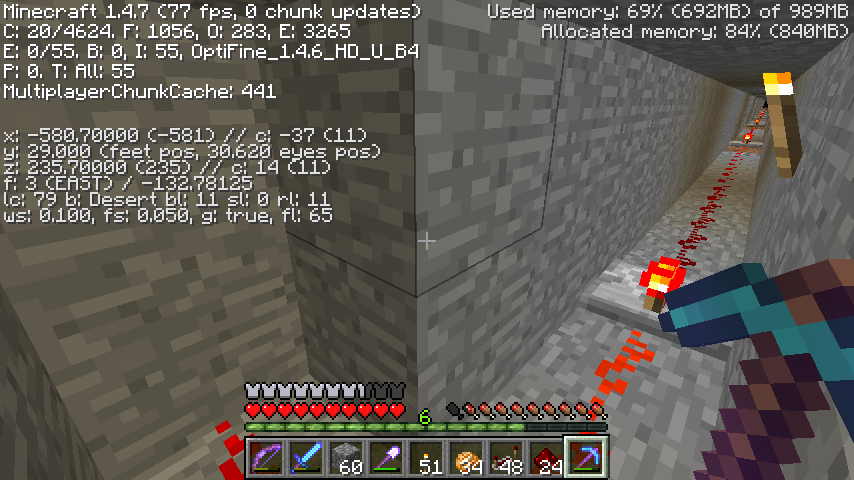 Minecraft 1.4.7 (77 fps, 0 chunk updates)
C: 20/4624, F: 1056, O: 283, E: 3265
E: 0/55, B: 0, I: 55, OptiFine_1.4.6_HD_U_B4
P: 0, T: All: 55
MultiplayerChunkCache: 441
x: -580.70000 (-581) // c: -37 (11)
y: 29.000 (feet pos, 30.620 eyes pos)
z: 235.70000 (235) // c: 14 (11)
f: 3 (EAST) / -132.78125
lc: 79 b: Desert bl: 11 sl: 0 rl: 11
ws: 0.100, fs: 0.050, g: true, fl: 65
Used memory: 69% (692MB) of 989MB
Allocated memory: 84% (840MB)
6
60 51 34 48 24